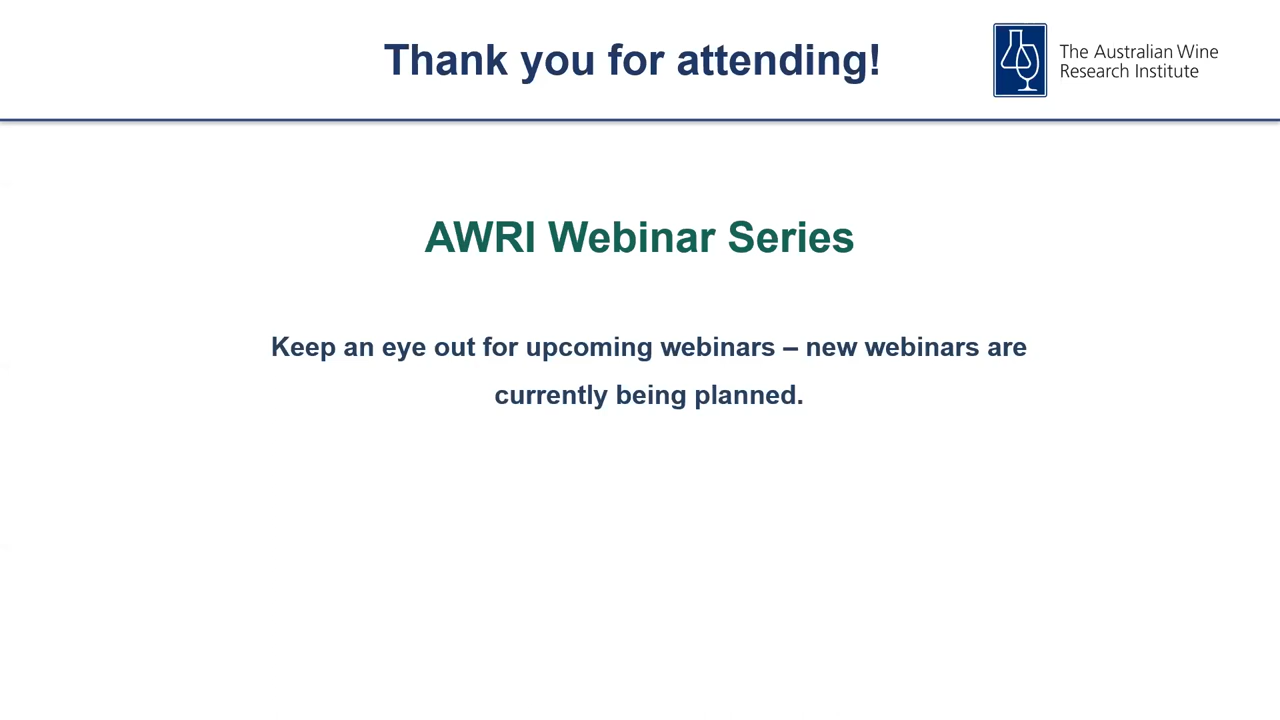 Thank you for attending!
The Australian Wine
Research Institute
AWRI Webinar Series
Keep an eye out for upcoming webinars – new webinars are
currently being planned.